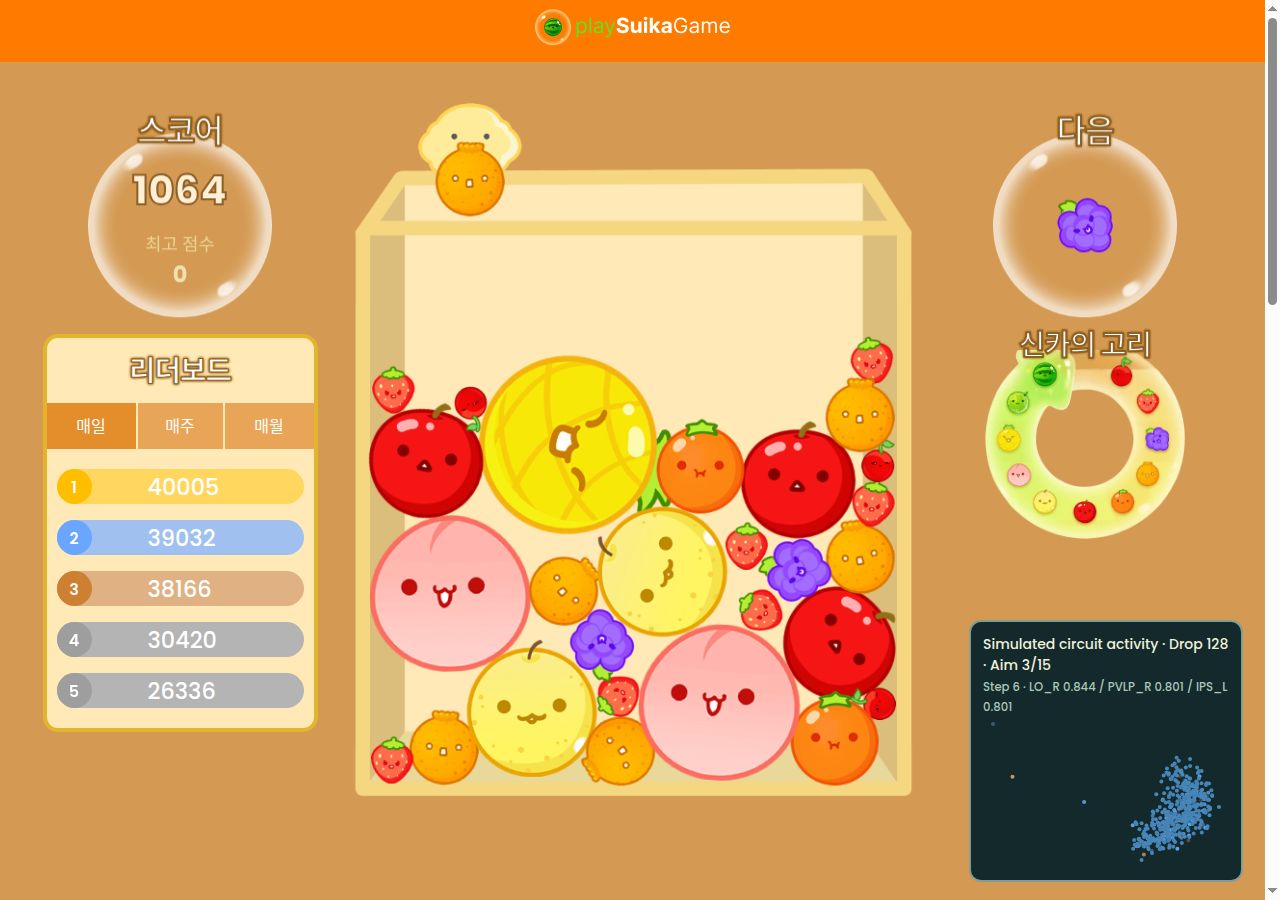 playSuikaGame
스코어
1064
최고 점수
0
리더보드
매일 매주 매월
1 40005
2 39032
3 38166
4 30420
5 26336
다음
신카의 고리
Simulated circuit activity · Drop 128
· Aim 3/15
Step 6 · LO_R 0.844 / PVLP_R 0.801 / IPS_L
0.801